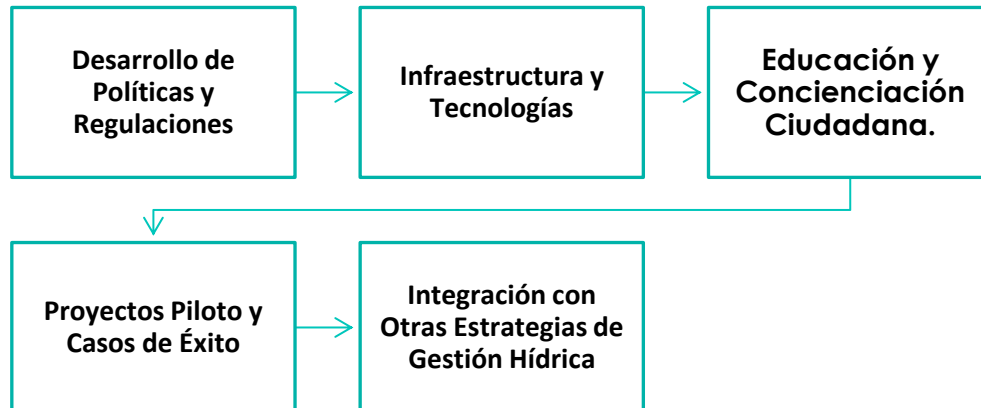 Desarrollo de
Políticas y
Regulaciones
Infraestructura y
Tecnologías
Educación y
Concienciación
Ciudadana.
Proyectos Piloto y
Casos de Éxito
Integración con
Otras Estrategias de
Gestión Hídrica